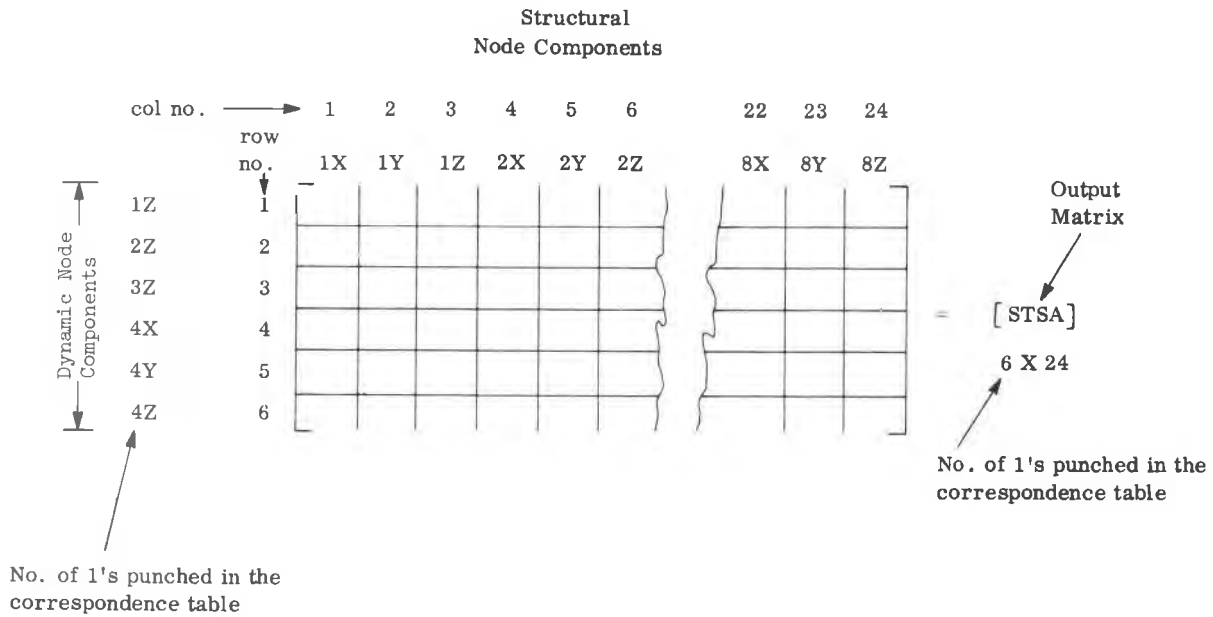 Structural
Node Components
col no. 1 2 3 4 5 6 22 23 24
row
no. 1X 1Y 1Z 2X 2Y 2Z 8X 8Y 8Z
Dynamic Node
Components
1Z 1
2Z 2
3Z 3
4X 4
4Y 5
4Z 6
Output
Matrix
= [STSA]
6 X 24
No. of 1's punched in the
correspondence table
No. of 1's punched in the
correspondence table